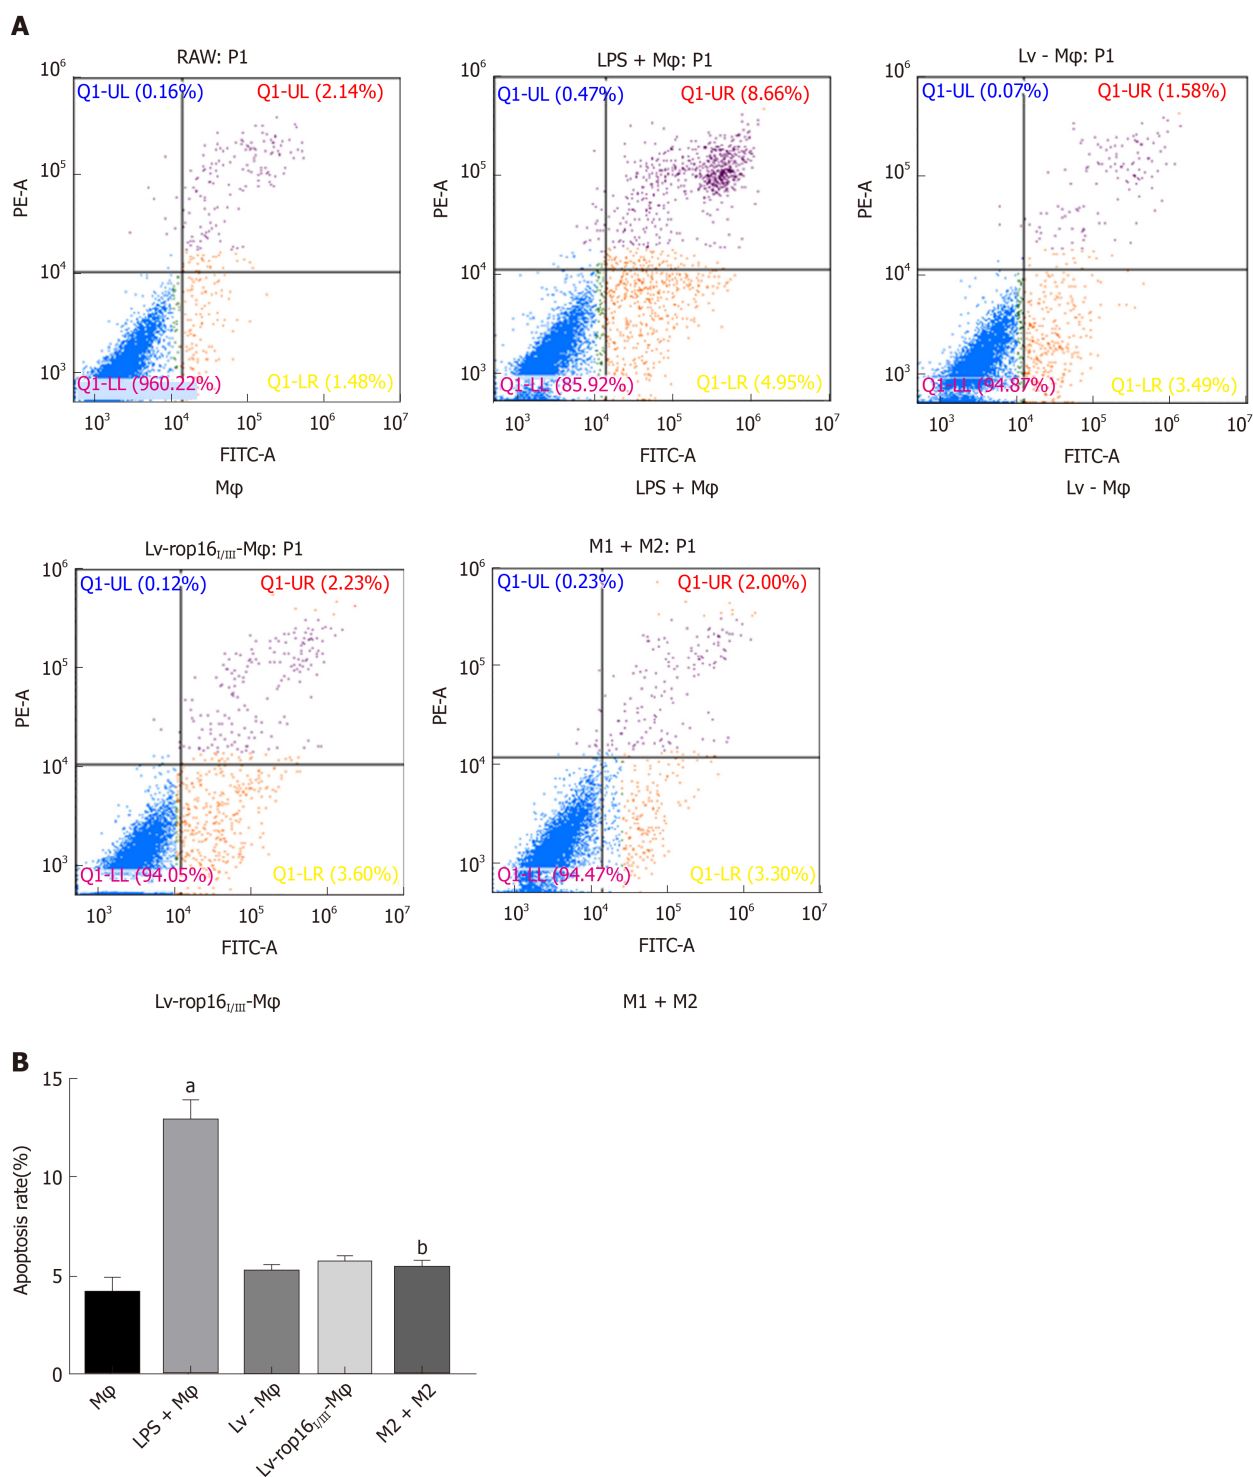 A
RAW: P1
10⁶
Q1-UL (0.16%)
Q1-UL (2.14%)
10⁵
PE-A
10⁴
10³
Q1-LL (960.22%)
Q1-LR (1.48%)
10³ 10⁴ 10⁵ 10⁶ 10⁷
FITC-A
Mφ
LPS + Mφ: P1
10⁶
Q1-UL (0.47%)
Q1-UR (8.66%)
10⁵
PE-A
10⁴
10³
Q1-LL (85.92%)
Q1-LR (4.95%)
10³ 10⁴ 10⁵ 10⁶ 10⁷
FITC-A
LPS + Mφ
Lv - Mφ: P1
10⁶
Q1-UL (0.07%)
Q1-UR (1.58%)
10⁵
PE-A
10⁴
10³
Q1-LL (94.87%)
Q1-LR (3.49%)
10³ 10⁴ 10⁵ 10⁶ 10⁷
FITC-A
Lv - Mφ
Lv-rop16I/III-Mφ: P1
10⁶
Q1-UL (0.12%)
Q1-UR (2.23%)
10⁵
PE-A
10⁴
10³
Q1-LL (94.05%)
Q1-LR (3.60%)
10³ 10⁴ 10⁵ 10⁶ 10⁷
FITC-A
Lv-rop16I/III-Mφ
M1 + M2: P1
10⁶
Q1-UL (0.23%)
Q1-UR (2.00%)
10⁵
PE-A
10⁴
10³
Q1-LL (94.47%)
Q1-LR (3.30%)
10³ 10⁴ 10⁵ 10⁶ 10⁷
FITC-A
M1 + M2
B
15
10
5
0
Apoptosis rate(%)
a
b
Mφ
LPS + Mφ
Lv - Mφ
Lv-rop16I/III-Mφ
M2 + M2